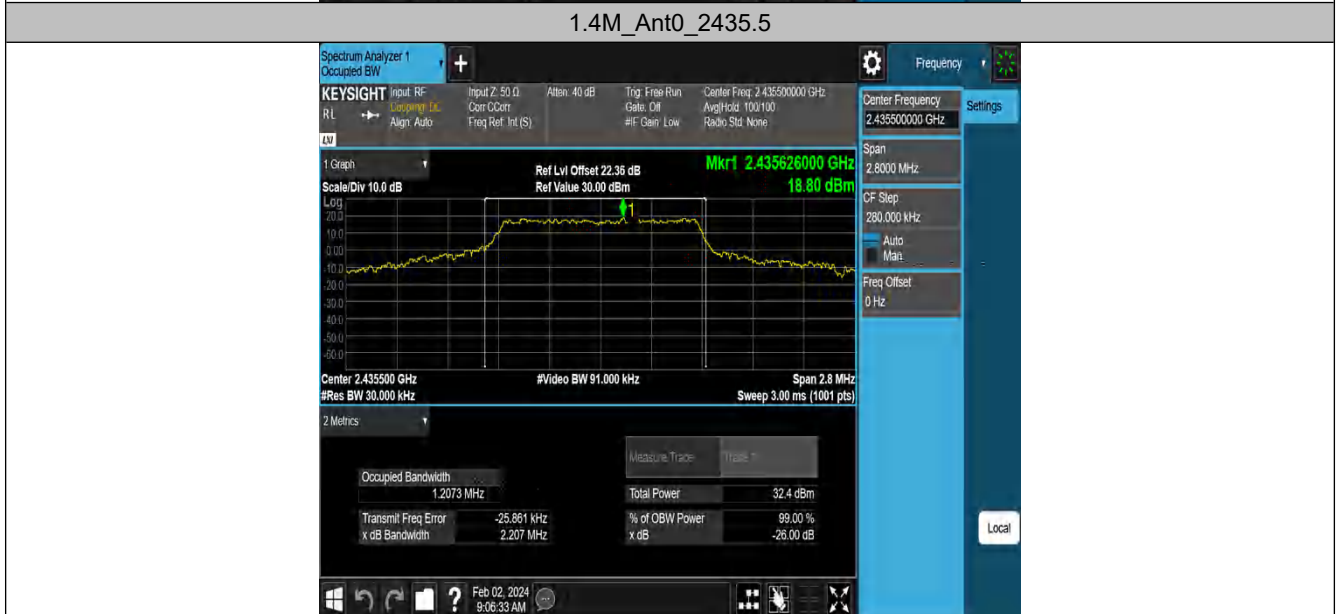 1.4M_Ant0_2435.5
Spectrum Analyzer 1
Occupied BW
+
Frequency
KEYSIGHT
RL
LXI
Input: RF
Coupling: DC
Align: Auto
Input Z: 50 Ω
Corr CCorr
Freq Ref: Int (S)
Atten: 40 dB
Trig: Free Run
Gate: Off
#IF Gain: Low
Center Freq: 2.435500000 GHz
Avg|Hold: 100/100
Radio Std: None
Center Frequency
2.435500000 GHz
Settings
Span
2.8000 MHz
CF Step
280.000 kHz
Auto
Man
Freq Offset
0 Hz
Local
1 Graph
Scale/Div 10.0 dB
Ref Lvl Offset 22.36 dB
Ref Value 30.00 dBm
Mkr1 2.435626000 GHz
18.80 dBm
Log
20.0
10.0
0.00
-10.0
-20.0
-30.0
-40.0
-50.0
-60.0
1
Center 2.435500 GHz
#Res BW 30.000 kHz
#Video BW 91.000 kHz
Span 2.8 MHz
Sweep 3.00 ms (1001 pts)
2 Metrics
Measure Trace
Trace 1
Occupied Bandwidth
1.2073 MHz
Total Power 32.4 dBm
Transmit Freq Error -25.861 kHz
% of OBW Power 99.00 %
x dB Bandwidth 2.207 MHz
x dB -26.00 dB
?
Feb 02, 2024
9:06:33 AM